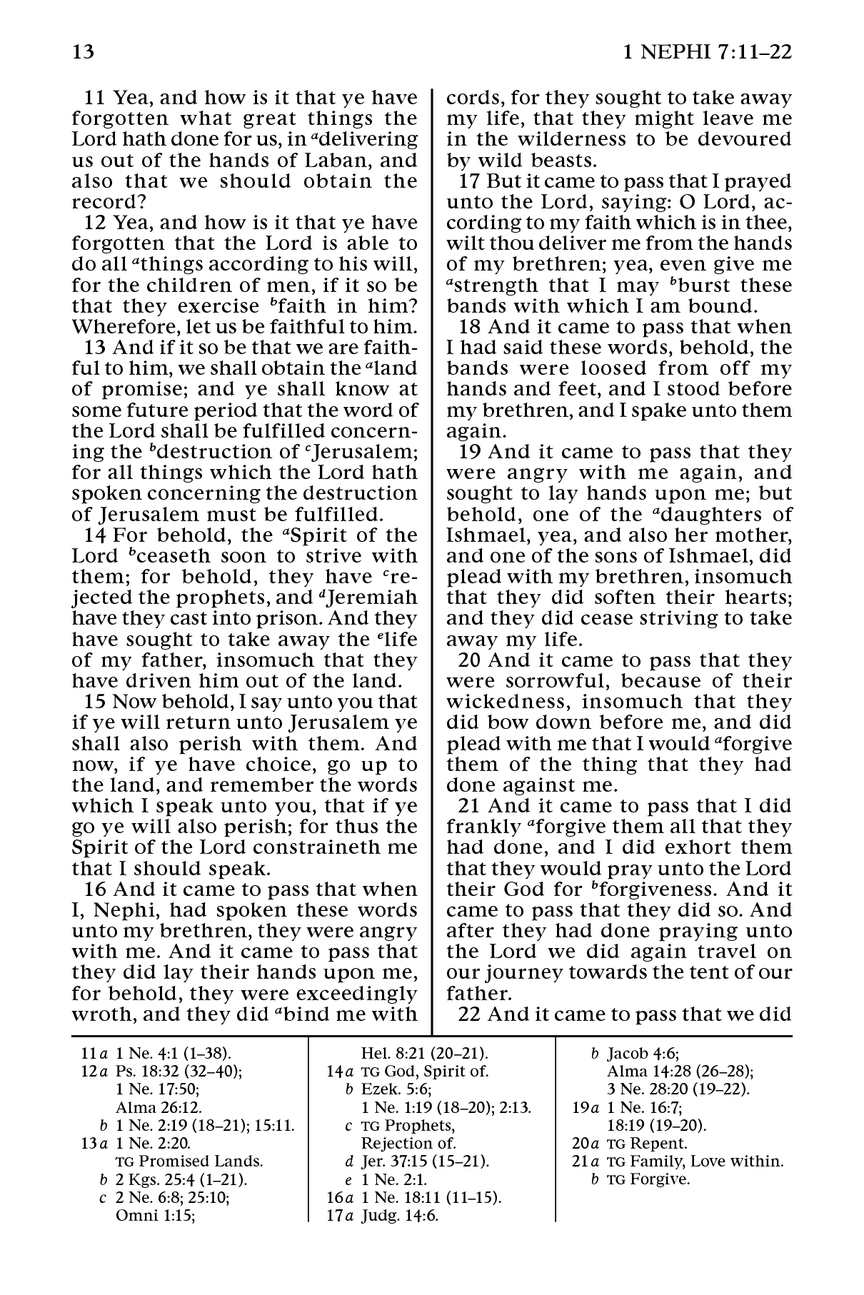 13
1 NEPHI 7:11–22
11 Yea, and how is it that ye have
forgotten what great things the
Lord hath done for us, in adelivering
us out of the hands of Laban, and
also that we should obtain the
record?
12 Yea, and how is it that ye have
forgotten that the Lord is able to
do all athings according to his will,
for the children of men, if it so be
that they exercise bfaith in him?
Wherefore, let us be faithful to him.
13 And if it so be that we are faith-
ful to him, we shall obtain the aland
of promise; and ye shall know at
some future period that the word of
the Lord shall be fulfilled concern-
ing the bdestruction of cJerusalem;
for all things which the Lord hath
spoken concerning the destruction
of Jerusalem must be fulfilled.
14 For behold, the aSpirit of the
Lord bceaseth soon to strive with
them; for behold, they have cre-
jected the prophets, and dJeremiah
have they cast into prison. And they
have sought to take away the elife
of my father, insomuch that they
have driven him out of the land.
15 Now behold, I say unto you that
if ye will return unto Jerusalem ye
shall also perish with them. And
now, if ye have choice, go up to
the land, and remember the words
which I speak unto you, that if ye
go ye will also perish; for thus the
Spirit of the Lord constraineth me
that I should speak.
16 And it came to pass that when
I, Nephi, had spoken these words
unto my brethren, they were angry
with me. And it came to pass that
they did lay their hands upon me,
for behold, they were exceedingly
wroth, and they did abind me with
cords, for they sought to take away
my life, that they might leave me
in the wilderness to be devoured
by wild beasts.
17 But it came to pass that I prayed
unto the Lord, saying: O Lord, ac-
cording to my faith which is in thee,
wilt thou deliver me from the hands
of my brethren; yea, even give me
astrength that I may bburst these
bands with which I am bound.
18 And it came to pass that when
I had said these words, behold, the
bands were loosed from off my
hands and feet, and I stood before
my brethren, and I spake unto them
again.
19 And it came to pass that they
were angry with me again, and
sought to lay hands upon me; but
behold, one of the adaughters of
Ishmael, yea, and also her mother,
and one of the sons of Ishmael, did
plead with my brethren, insomuch
that they did soften their hearts;
and they did cease striving to take
away my life.
20 And it came to pass that they
were sorrowful, because of their
wickedness, insomuch that they
did bow down before me, and did
plead with me that I would aforgive
them of the thing that they had
done against me.
21 And it came to pass that I did
frankly aforgive them all that they
had done, and I did exhort them
that they would pray unto the Lord
their God for bforgiveness. And it
came to pass that they did so. And
after they had done praying unto
the Lord we did again travel on
our journey towards the tent of our
father.
22 And it came to pass that we did
11 a 1 Ne. 4:1 (1–38).
12 a Ps. 18:32 (32–40);
1 Ne. 17:50;
Alma 26:12.
b 1 Ne. 2:19 (18–21); 15:11.
13 a 1 Ne. 2:20.
TG Promised Lands.
b 2 Kgs. 25:4 (1–21).
c 2 Ne. 6:8; 25:10;
Omni 1:15;
Hel. 8:21 (20–21).
14 a TG God, Spirit of.
b Ezek. 5:6;
1 Ne. 1:19 (18–20); 2:13.
c TG Prophets,
Rejection of.
d Jer. 37:15 (15–21).
e 1 Ne. 2:1.
16 a 1 Ne. 18:11 (11–15).
17 a Judg. 14:6.
b Jacob 4:6;
Alma 14:28 (26–28);
3 Ne. 28:20 (19–22).
19 a 1 Ne. 16:7;
18:19 (19–20).
20 a TG Repent.
21 a TG Family, Love within.
b TG Forgive.